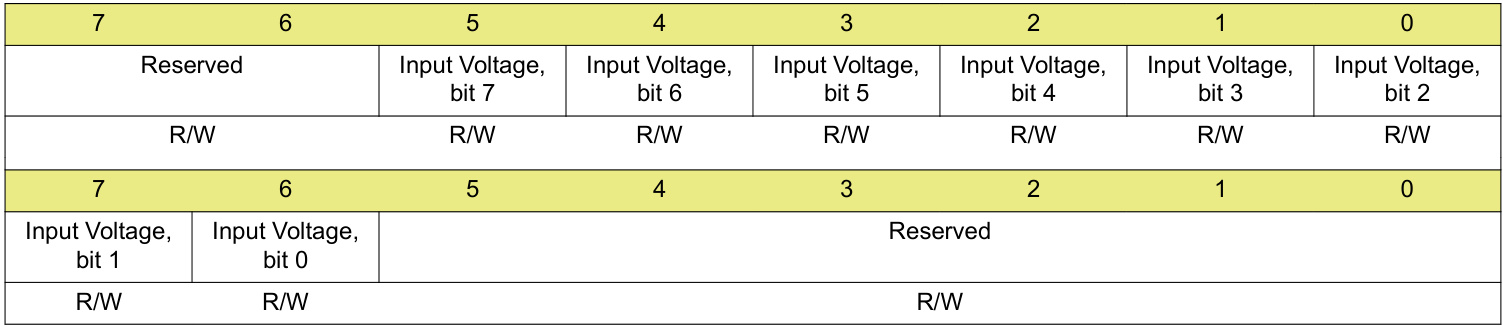 7 6 5 4 3 2 1 0
Reserved Input Voltage, Input Voltage, Input Voltage, Input Voltage, Input Voltage, Input Voltage,
bit 7 bit 6 bit 5 bit 4 bit 3 bit 2
R/W R/W R/W R/W R/W R/W R/W
7 6 5 4 3 2 1 0
Input Voltage, Input Voltage, Reserved
bit 1 bit 0
R/W R/W R/W